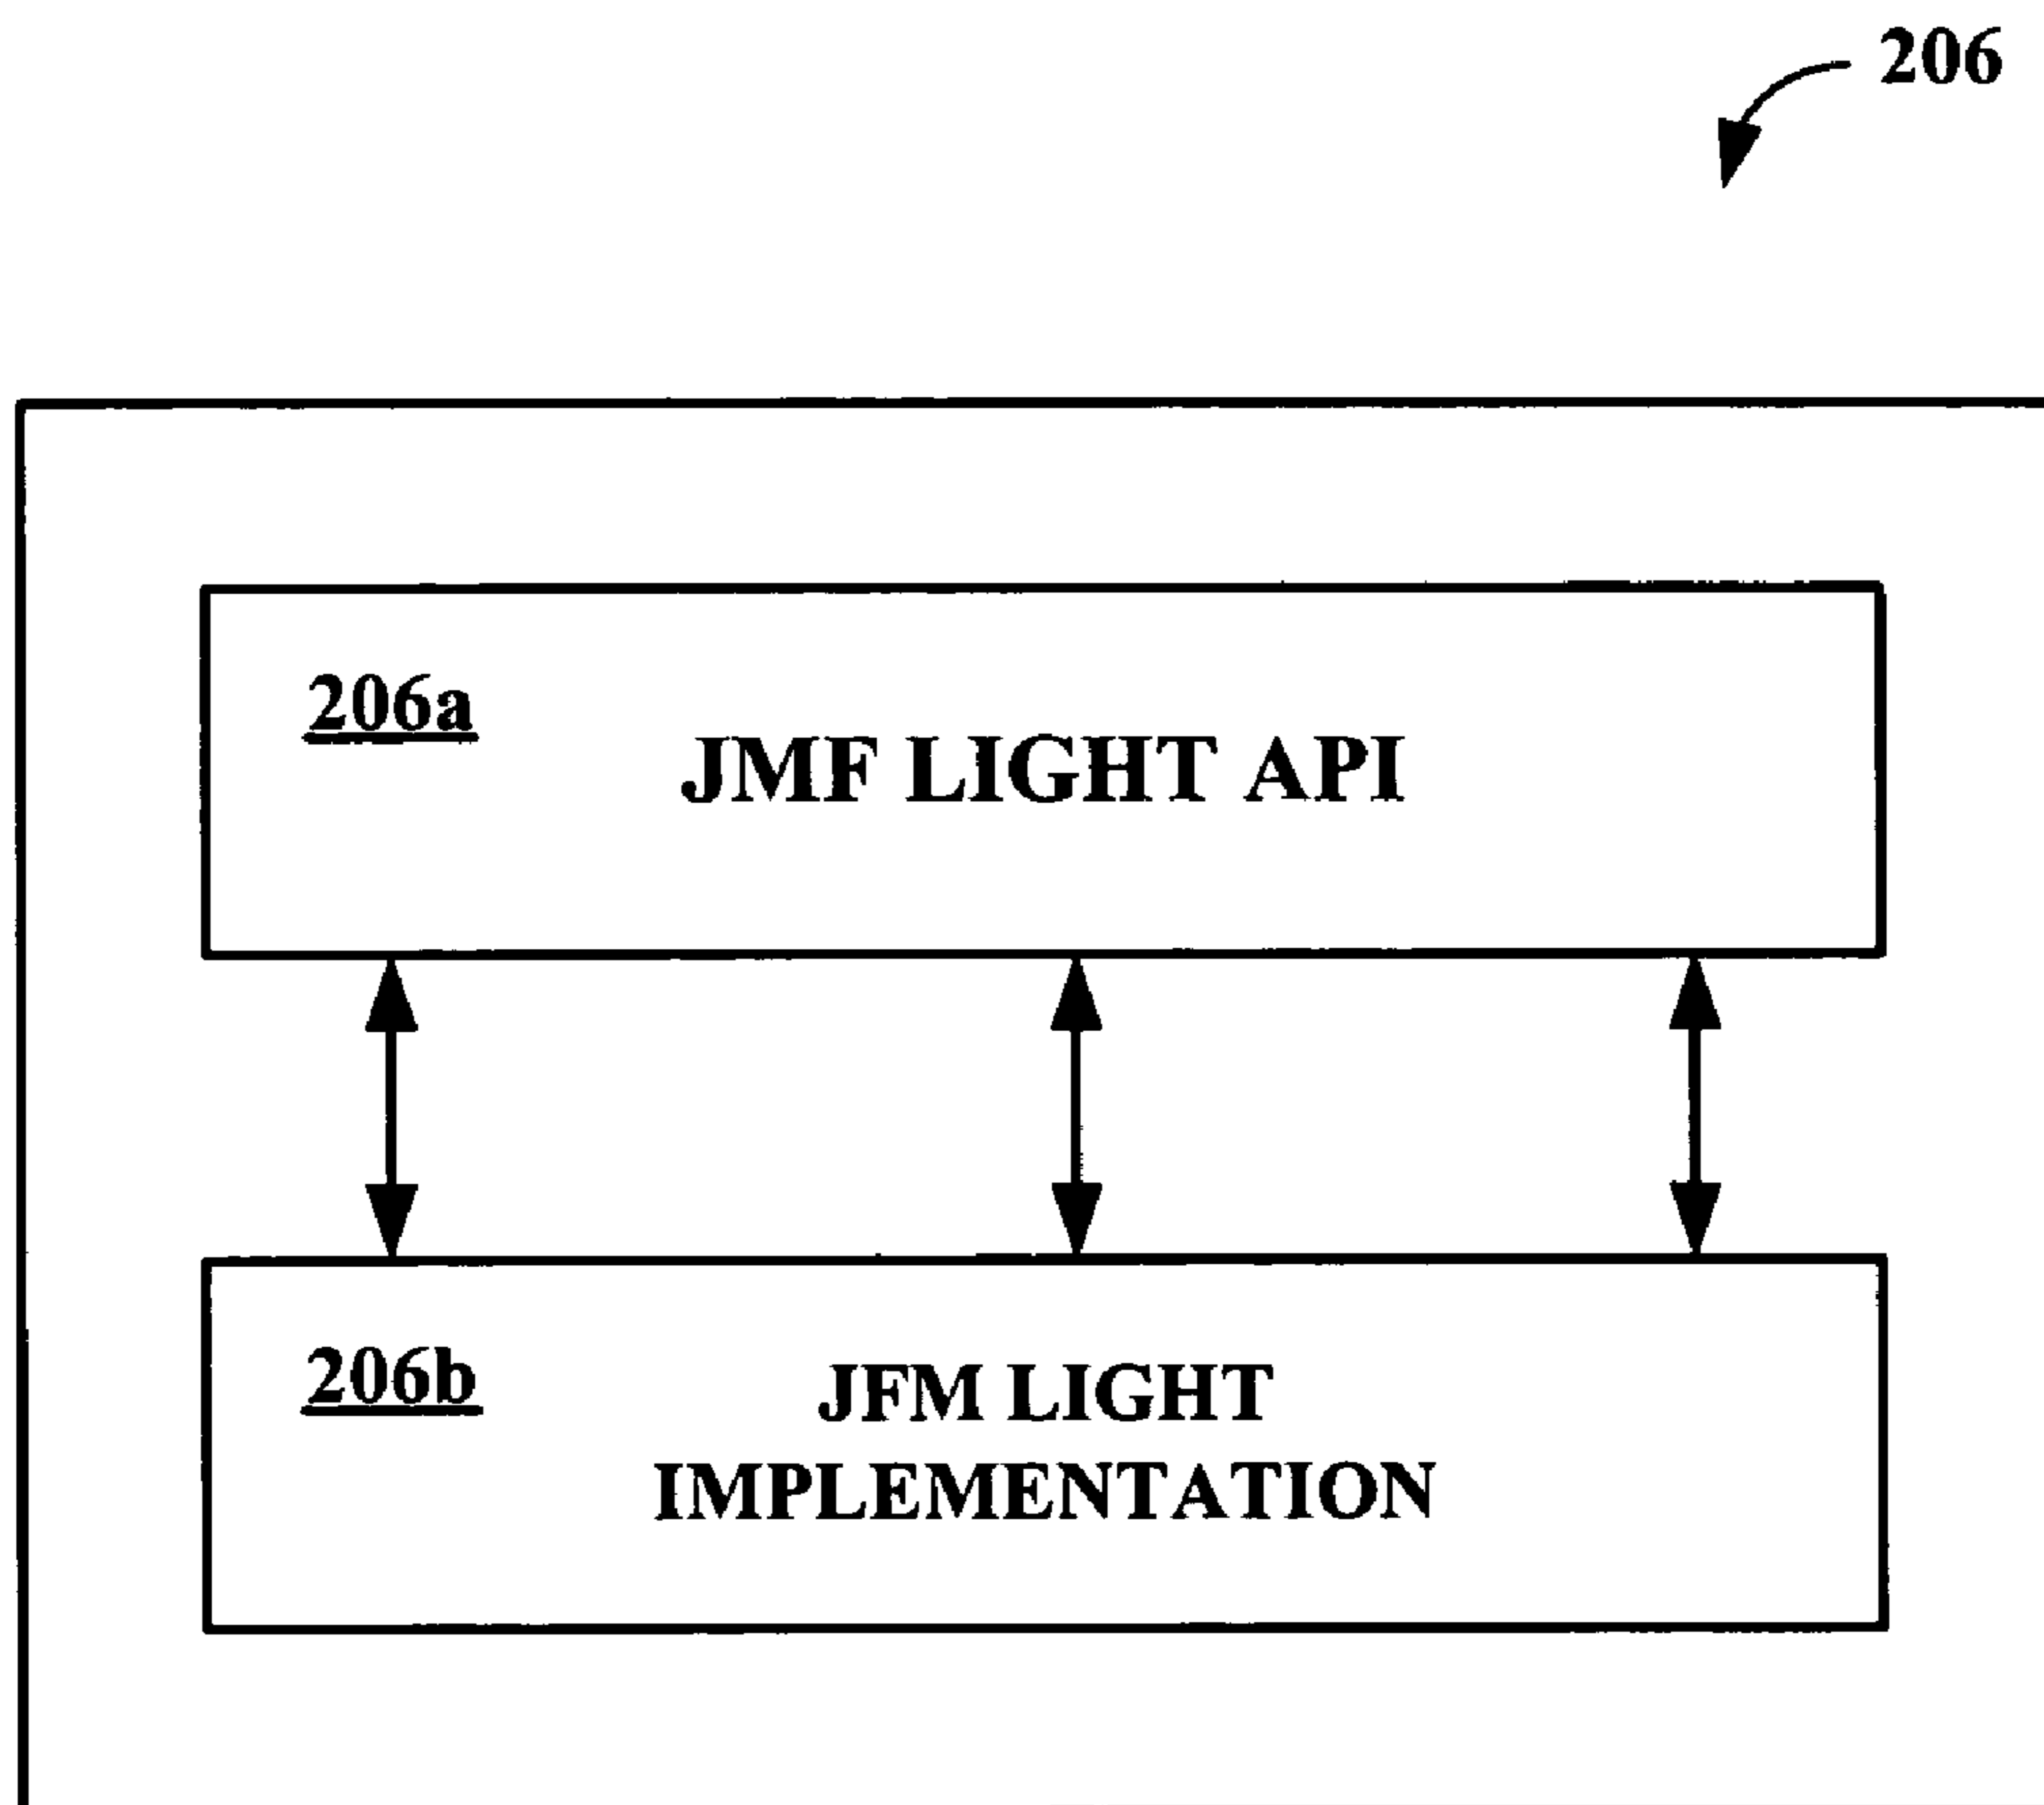 206
206a
JMF LIGHT API
206b
JFM LIGHT
IMPLEMENTATION